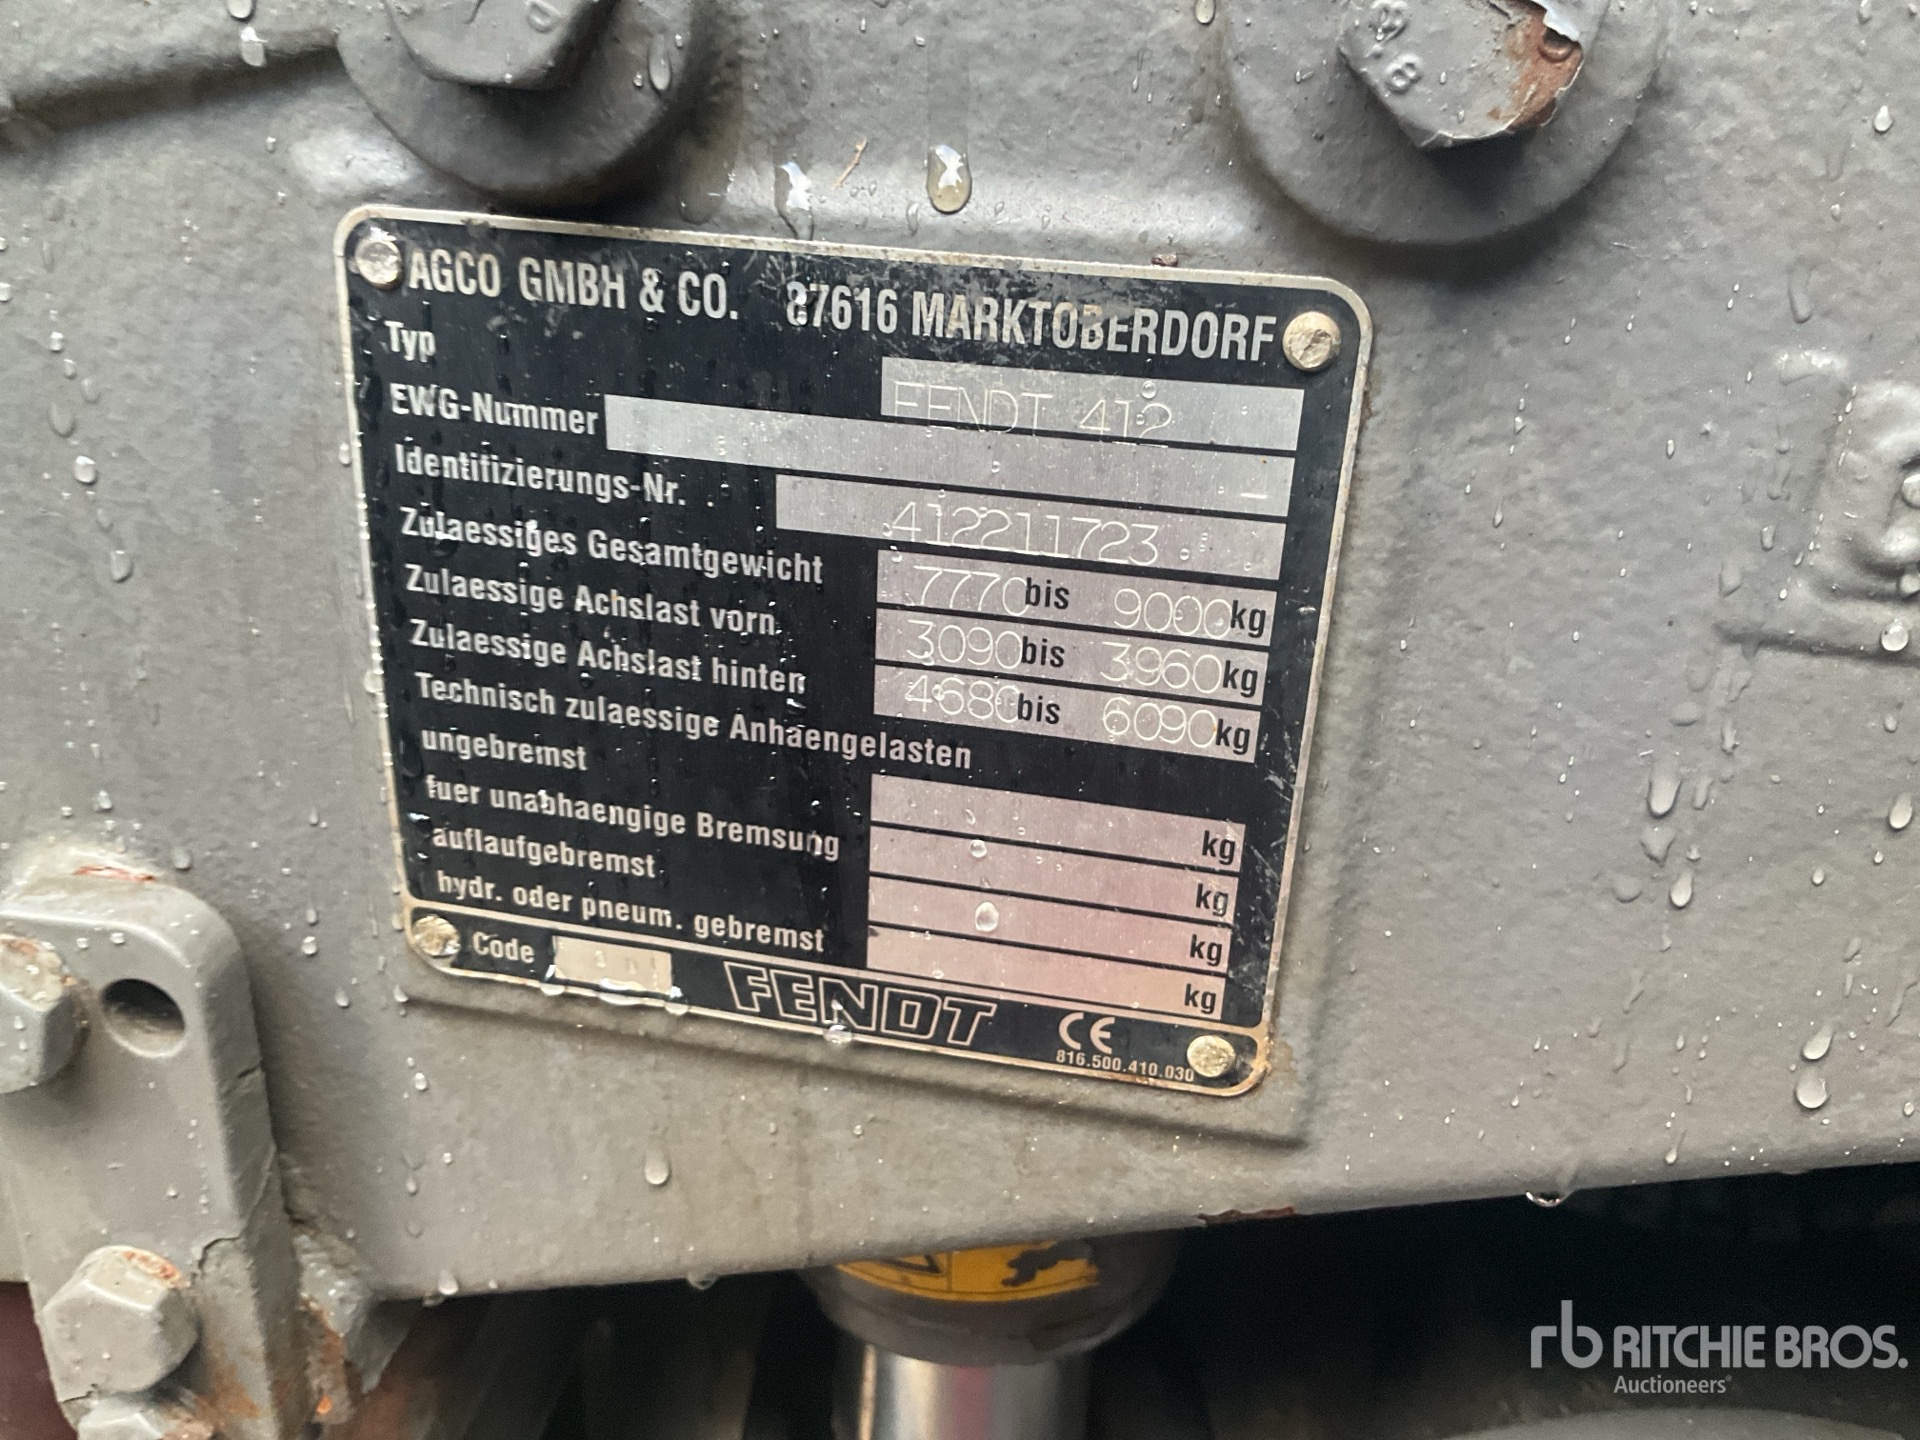 8.8
AGCO GMBH & CO. 87616 MARKTOBERDORF
Typ FENDT 412
EWG-Nummer –
Identifizierungs-Nr. 412211723
Zulaessiges Gesamtgewicht 7770 bis 9000 kg
Zulaessige Achslast vorn 3090 bis 3960 kg
Zulaessige Achslast hinten 4680 bis 6090 kg
Technisch zulaessige Anhaengelasten
ungebremst kg
fuer unabhaengige Bremsung kg
auflaufgebremst kg
hydr. oder pneum. gebremst kg
Code
FENDT CE
816.500.410.030
rb RITCHIE BROS.
Auctioneers